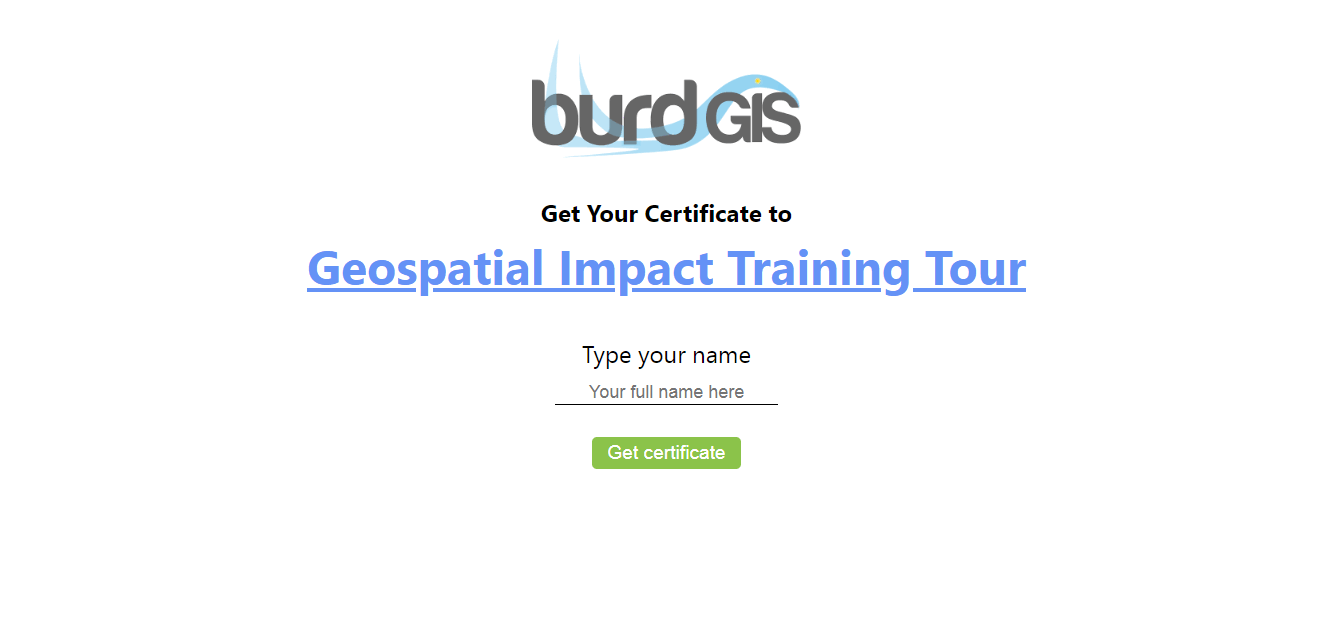 burdGIS
Get Your Certificate to
Geospatial Impact Training Tour
Type your name
Your full name here
Get certificate